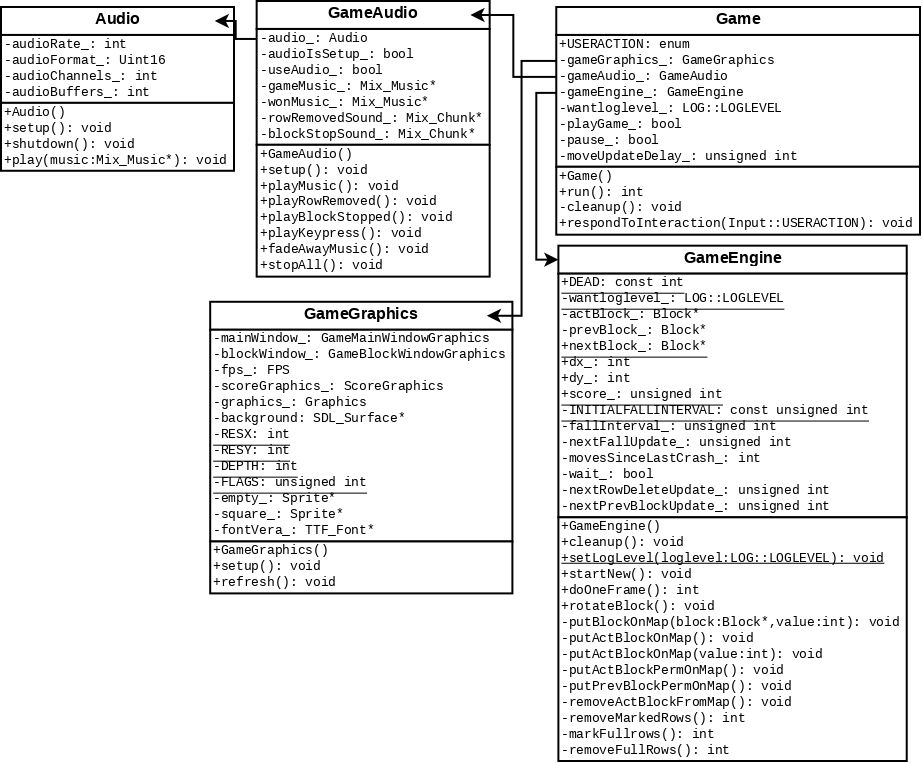 Audio
-audioRate_: int
-audioFormat_: Uint16
-audioChannels_: int
-audioBuffers_: int
+Audio()
+setup(): void
+shutdown(): void
+play(music:Mix_Music*): void
GameAudio
-audio_: Audio
-audioIsSetup_: bool
-useAudio_: bool
-gameMusic_: Mix_Music*
-wonMusic_: Mix_Music*
-rowRemovedSound_: Mix_Chunk*
-blockStopSound_: Mix_Chunk*
+GameAudio()
+setup(): void
+playMusic(): void
+playRowRemoved(): void
+playBlockStopped(): void
+playKeypress(): void
+fadeAwayMusic(): void
+stopAll(): void
Game
+USERACTION: enum
-gameGraphics_: GameGraphics
-gameAudio_: GameAudio
-gameEngine_: GameEngine
-wantloglevel_: LOG::LOGLEVEL
-playGame_: bool
-pause_: bool
-moveUpdateDelay_: unsigned int
+Game()
+run(): int
-cleanup(): void
+respondToInteraction(Input::USERACTION): void
GameGraphics
-mainWindow_: GameMainWindowGraphics
-blockWindow_: GameBlockWindowGraphics
-fps_: FPS
-scoreGraphics_: ScoreGraphics
-graphics_: Graphics
-background: SDL_Surface*
-RESX: int
-RESY: int
-DEPTH: int
-FLAGS: unsigned int
-empty_: Sprite*
-square_: Sprite*
-fontVera_: TTF_Font*
+GameGraphics()
+setup(): void
+refresh(): void
GameEngine
+DEAD: const int
-wantloglevel_: LOG::LOGLEVEL
-actBlock_: Block*
-prevBlock_: Block*
+nextBlock_: Block*
+dx_: int
+dy_: int
+score_: unsigned int
-INITIALFALLINTERVAL: const unsigned int
-fallInterval_: unsigned int
-nextFallUpdate_: unsigned int
-movesSinceLastCrash_: int
-wait_: bool
-nextRowDeleteUpdate_: unsigned int
-nextPrevBlockUpdate_: unsigned int
+GameEngine()
+cleanup(): void
+setLogLevel(loglevel:LOG::LOGLEVEL): void
+startNew(): void
+doOneFrame(): int
+rotateBlock(): void
-putBlockOnMap(block:Block*,value:int): void
-putActBlockOnMap(): void
-putActBlockOnMap(value:int): void
-putActBlockPermOnMap(): void
-putPrevBlockPermOnMap(): void
-removeActBlockFromMap(): void
-removeMarkedRows(): int
-markFullrows(): int
-removeFullRows(): int